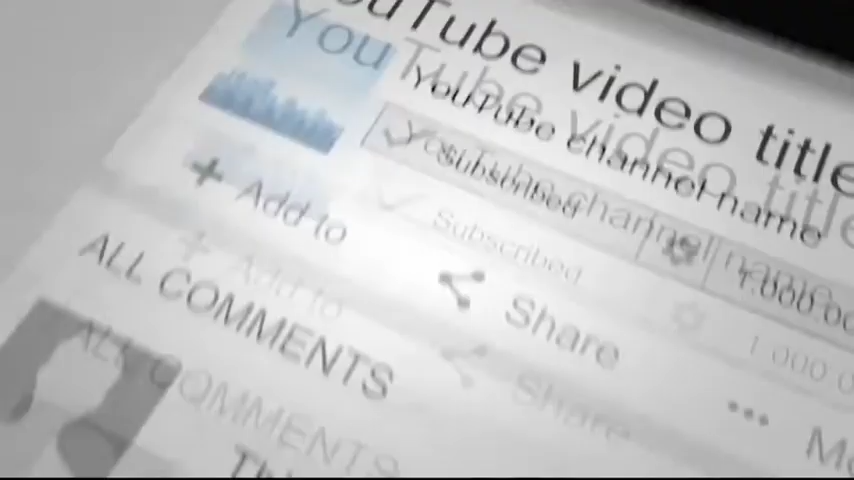 YouTube video title
YouTube channel name
Subscribed
+ Add to
Share
ALL COMMENTS